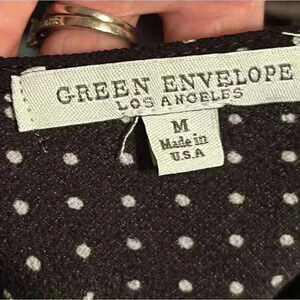 GREEN ENVELOPE
LOS ANGELES
M
Made in
U.S.A